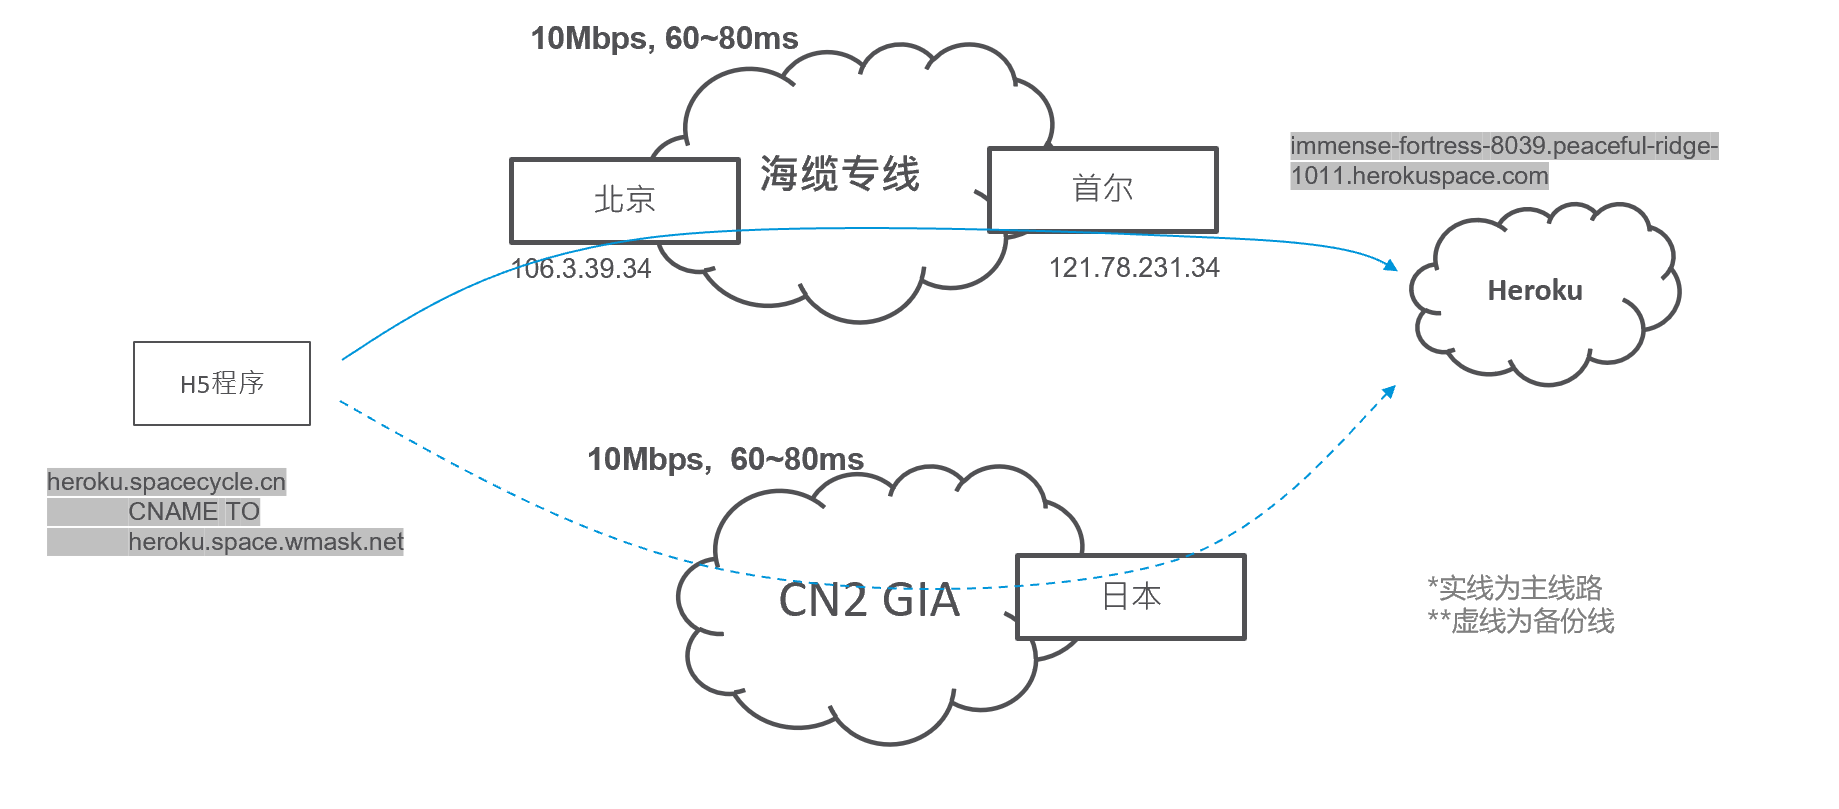 10Mbps, 60~80ms
海缆专线
北京
首尔
106.3.39.34
121.78.231.34
immense-fortress-8039.peaceful-ridge-
1011.herokuspace.com
Heroku
H5程序
heroku.spacecycle.cn
CNAME TO
heroku.space.wmask.net
10Mbps, 60~80ms
CN2 GIA
日本
*实线为主线路
**虚线为备份线